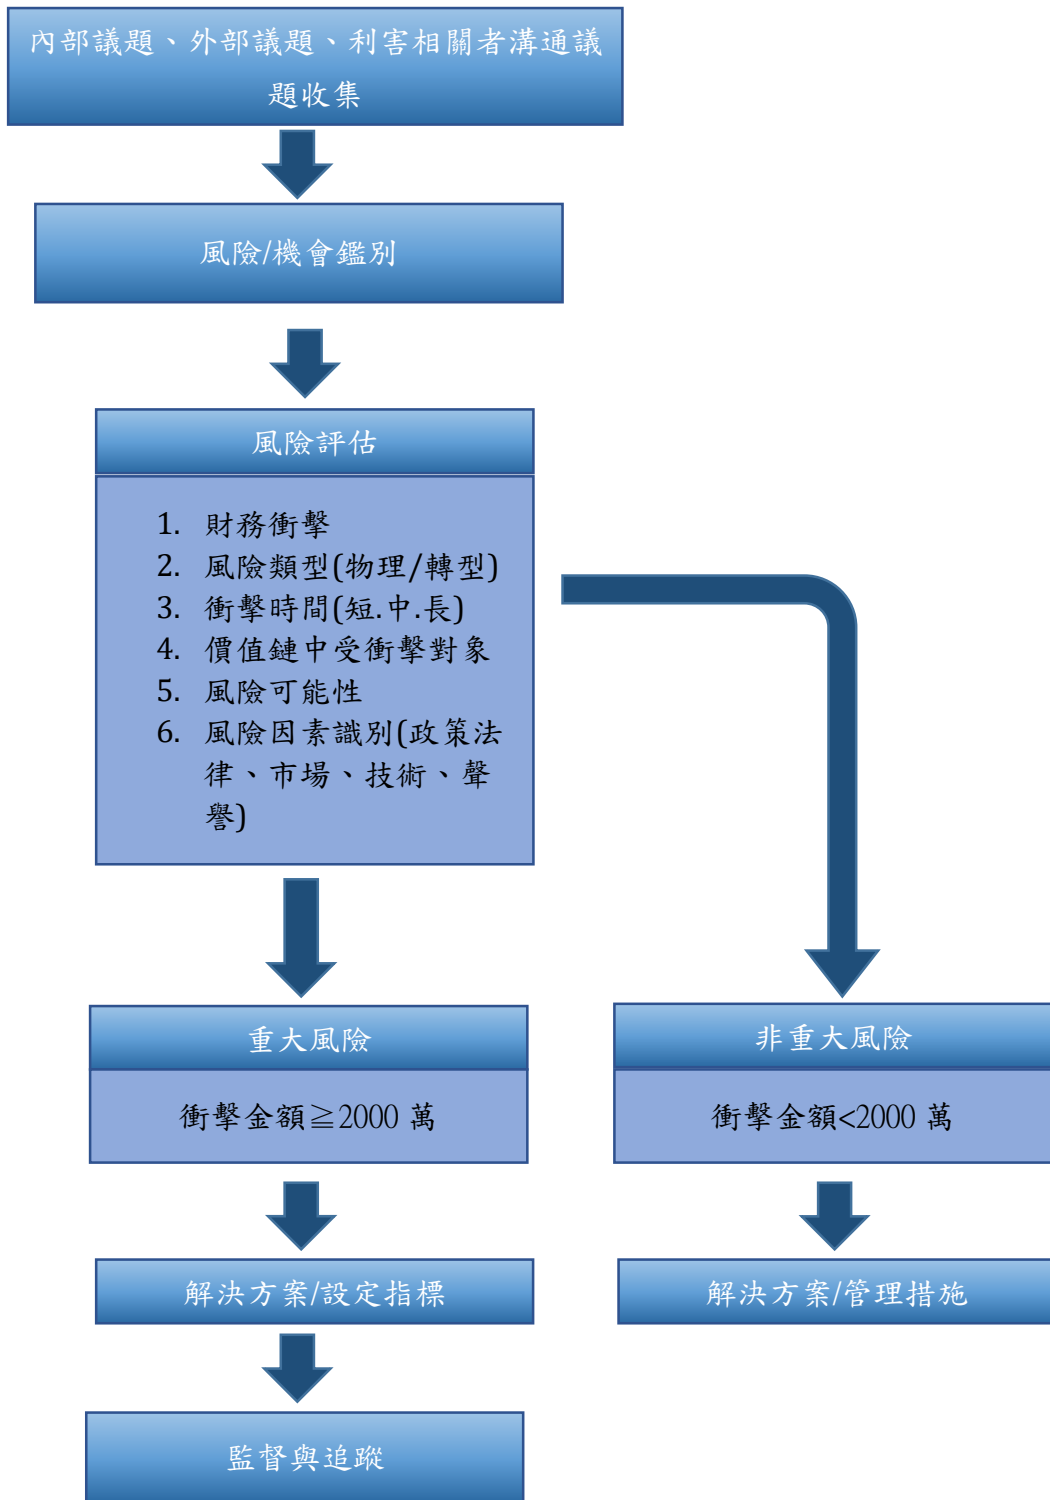 內部議題、外部議題、利害相關者溝通議
題收集
風險/機會鑑別
風險評估
1. 財務衝擊
2. 風險類型(物理/轉型)
3. 衝擊時間(短.中.長)
4. 價值鏈中受衝擊對象
5. 風險可能性
6. 風險因素識別(政策法
律、市場、技術、聲
譽)
重大風險
衝擊金額≧2000 萬
非重大風險
衝擊金額<2000 萬
解決方案/設定指標
解決方案/管理措施
監督與追蹤